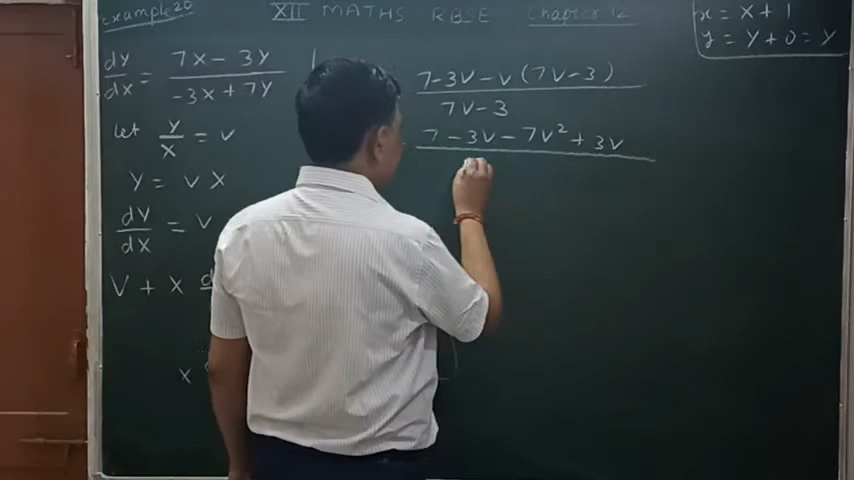 Example 20
XII MATHS RBSE Chapter 12
x = X + 1
y = Y + 0 = Y
dY/dX = 7X - 3Y / -3X + 7Y
let Y/X = v
Y = v X
dY/dX = v
V + X d
X
7-3V-v(7V-3)
7V-3
7-3V-7V²+3V